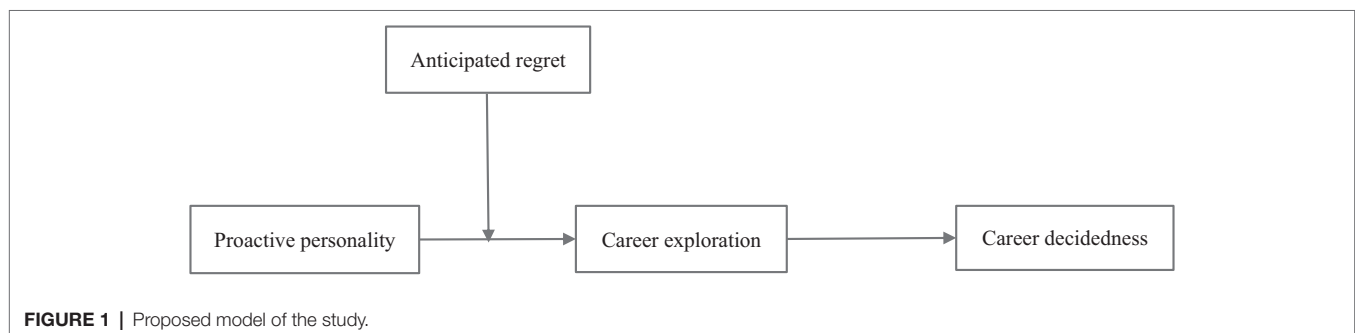 Anticipated regret
Proactive personality
Career exploration
Career decidedness
FIGURE 1 | Proposed model of the study.